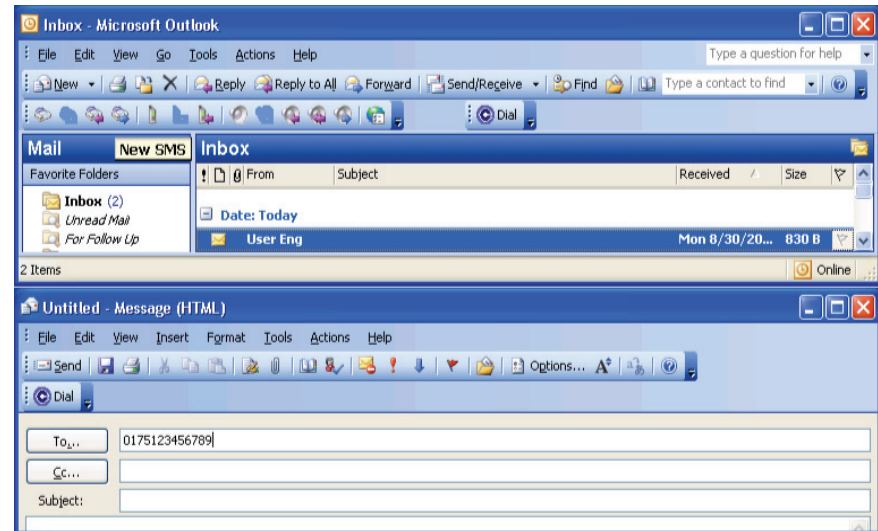 Inbox - Microsoft Outlook
File Edit View Go Tools Actions Help Type a question for help
New Reply Reply to All Forward Send/Receive Find Type a contact to find
Dial
Mail New SMS Inbox
Favorite Folders From Subject Received Size
Inbox (2)
Unread Mail Date: Today
For Follow Up User Eng Mon 8/30/20... 830 B
2 Items Online
Untitled - Message (HTML)
File Edit View Insert Format Tools Actions Help
Send Options...
Dial
To... 0175123456789
Cc...
Subject: